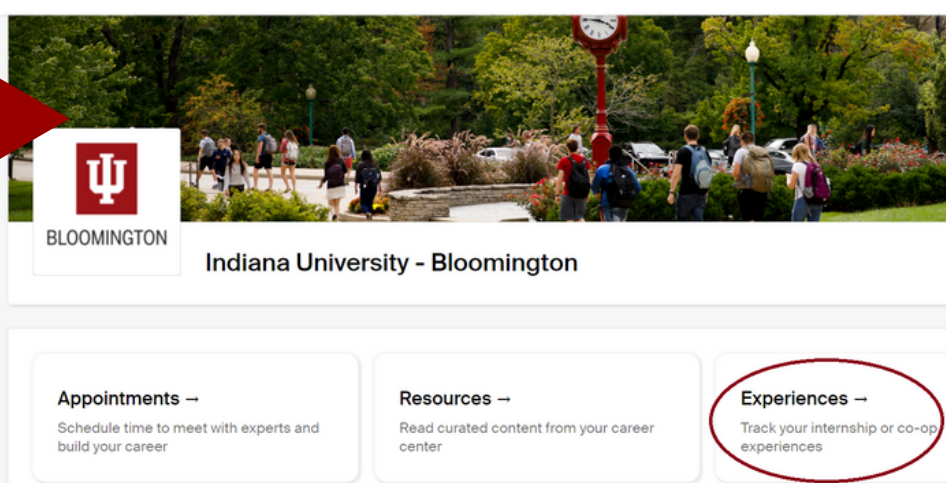 BLOOMINGTON
Indiana University - Bloomington
Appointments →
Schedule time to meet with experts and
build your career
Resources →
Read curated content from your career
center
Experiences →
Track your internship or co-op
experiences